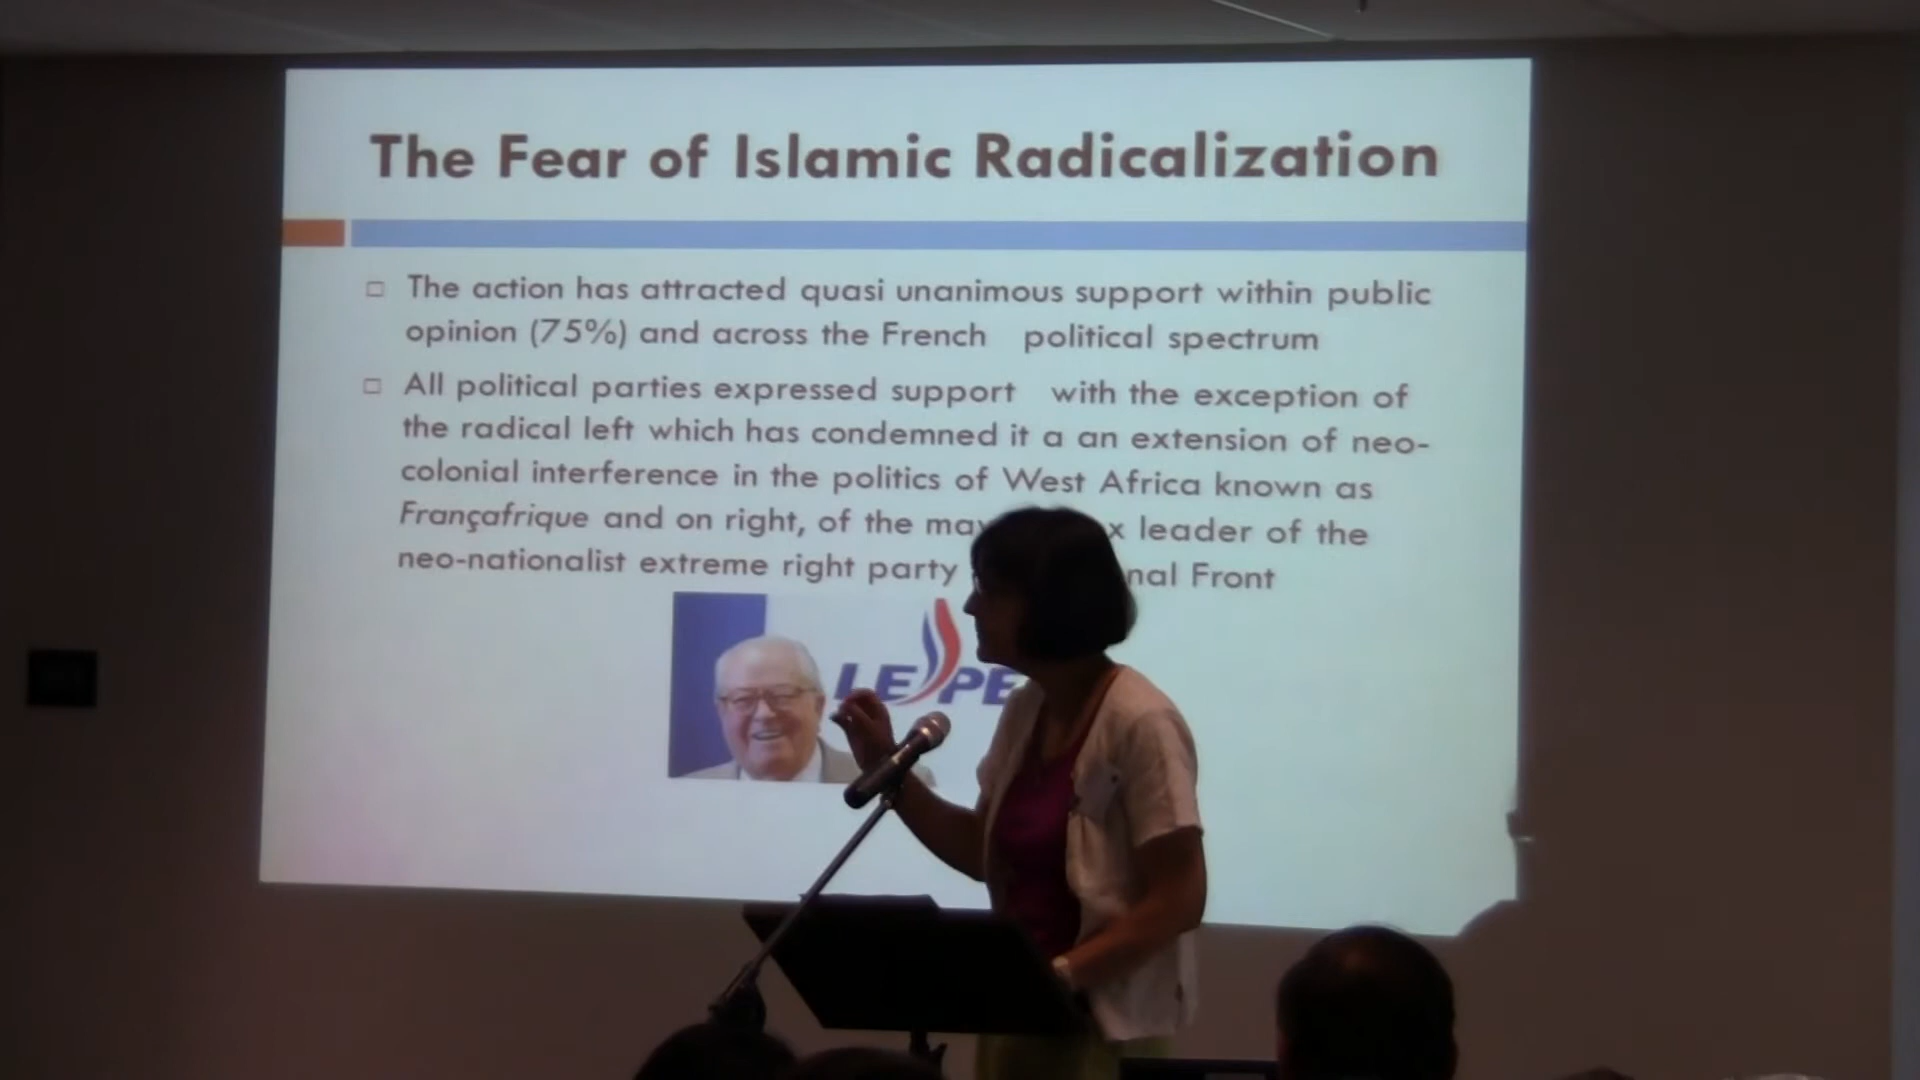 The Fear of Islamic Radicalization
□ The action has attracted quasi unanimous support within public
opinion (75%) and across the French political spectrum
□ All political parties expressed support with the exception of
the radical left which has condemned it a an extension of neo-
colonial interference in the politics of West Africa known as
Françafrique and on right, of the may x leader of the
neo-nationalist extreme right party nal Front
LE PE